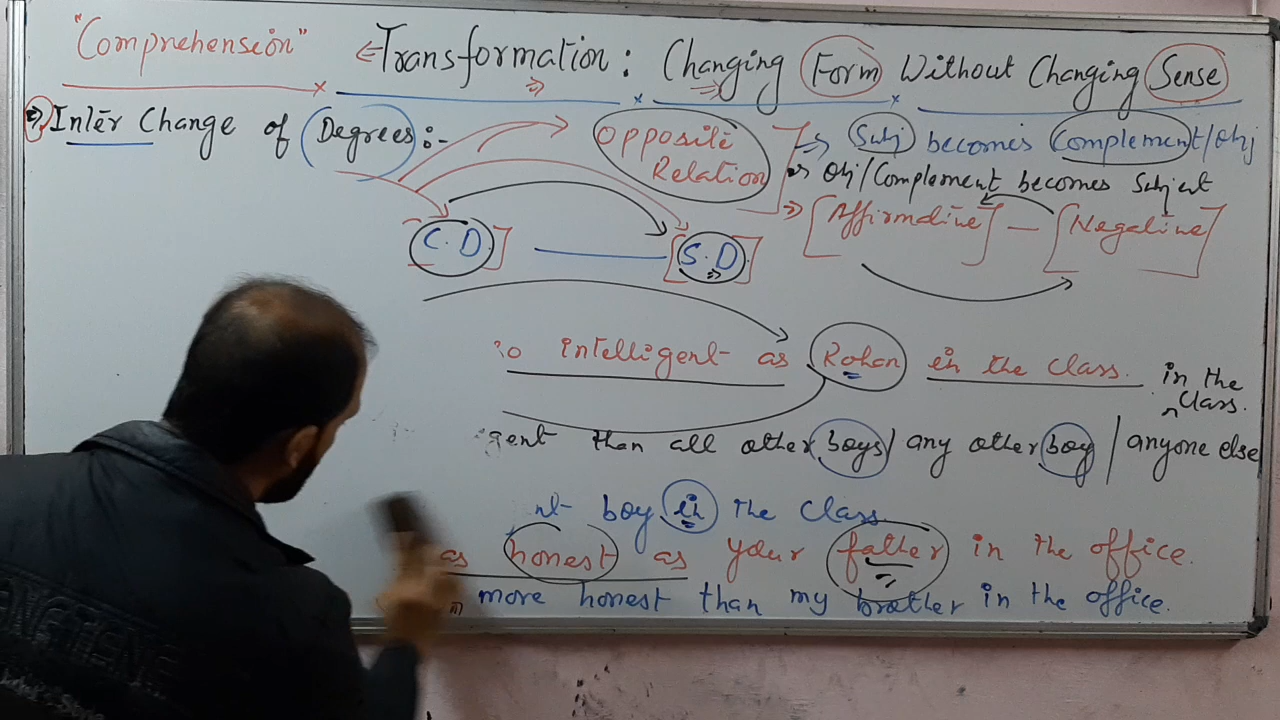 "Comprehension" Transformation: Changing Form Without Changing Sense
Inter Change of Degrees:-
Opposite
Relation
Subj becomes Complement/Obj
or Obj/Complement becomes Subject
[Affirmative] — [Negative]
[C.D] [S.D]
so intelligent as Rohan in the class.
in the
class.
gent than all other boys/ any other boy / anyone else
nt boy in the class
as honest as your father in the office.
more honest than my brother in the office.